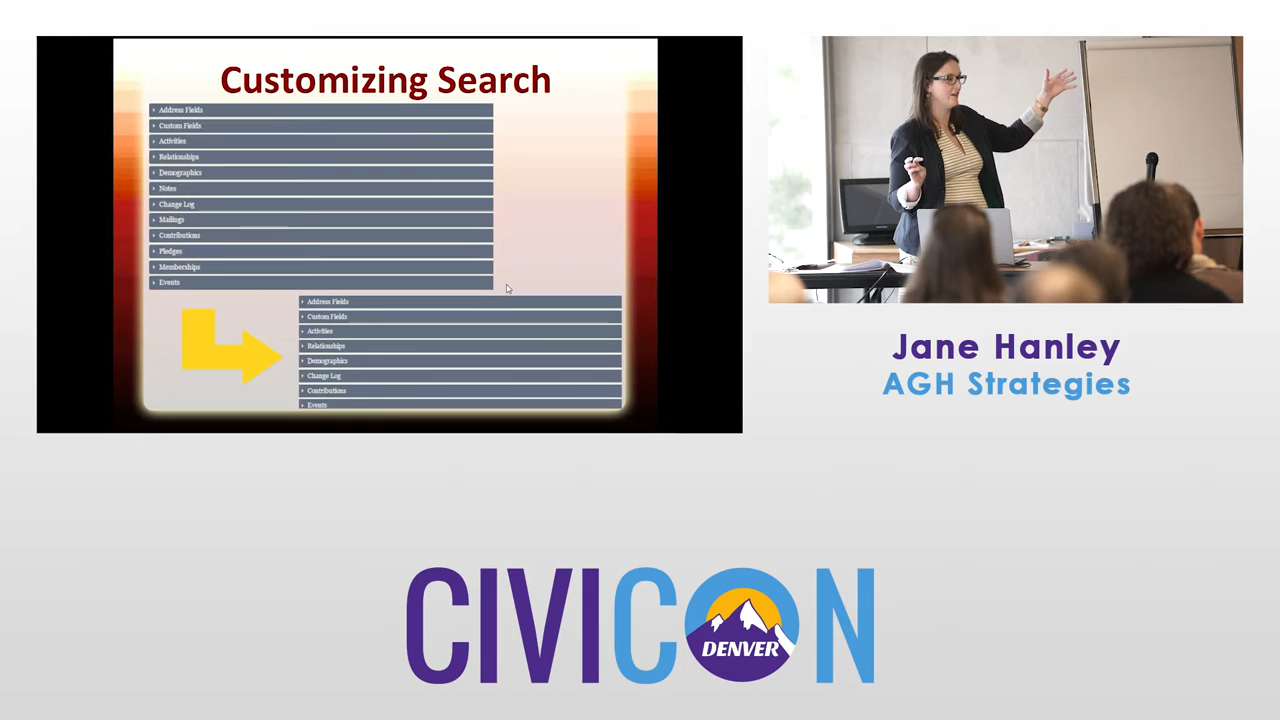 Customizing Search
Address Fields
Custom Fields
Activities
Relationships
Demographics
Notes
Change Log
Mailings
Contributions
Pledges
Memberships
Events
Address Fields
Custom Fields
Activities
Relationships
Demographics
Change Log
Contributions
Events
Jane Hanley
AGH Strategies
CIVICON
DENVER